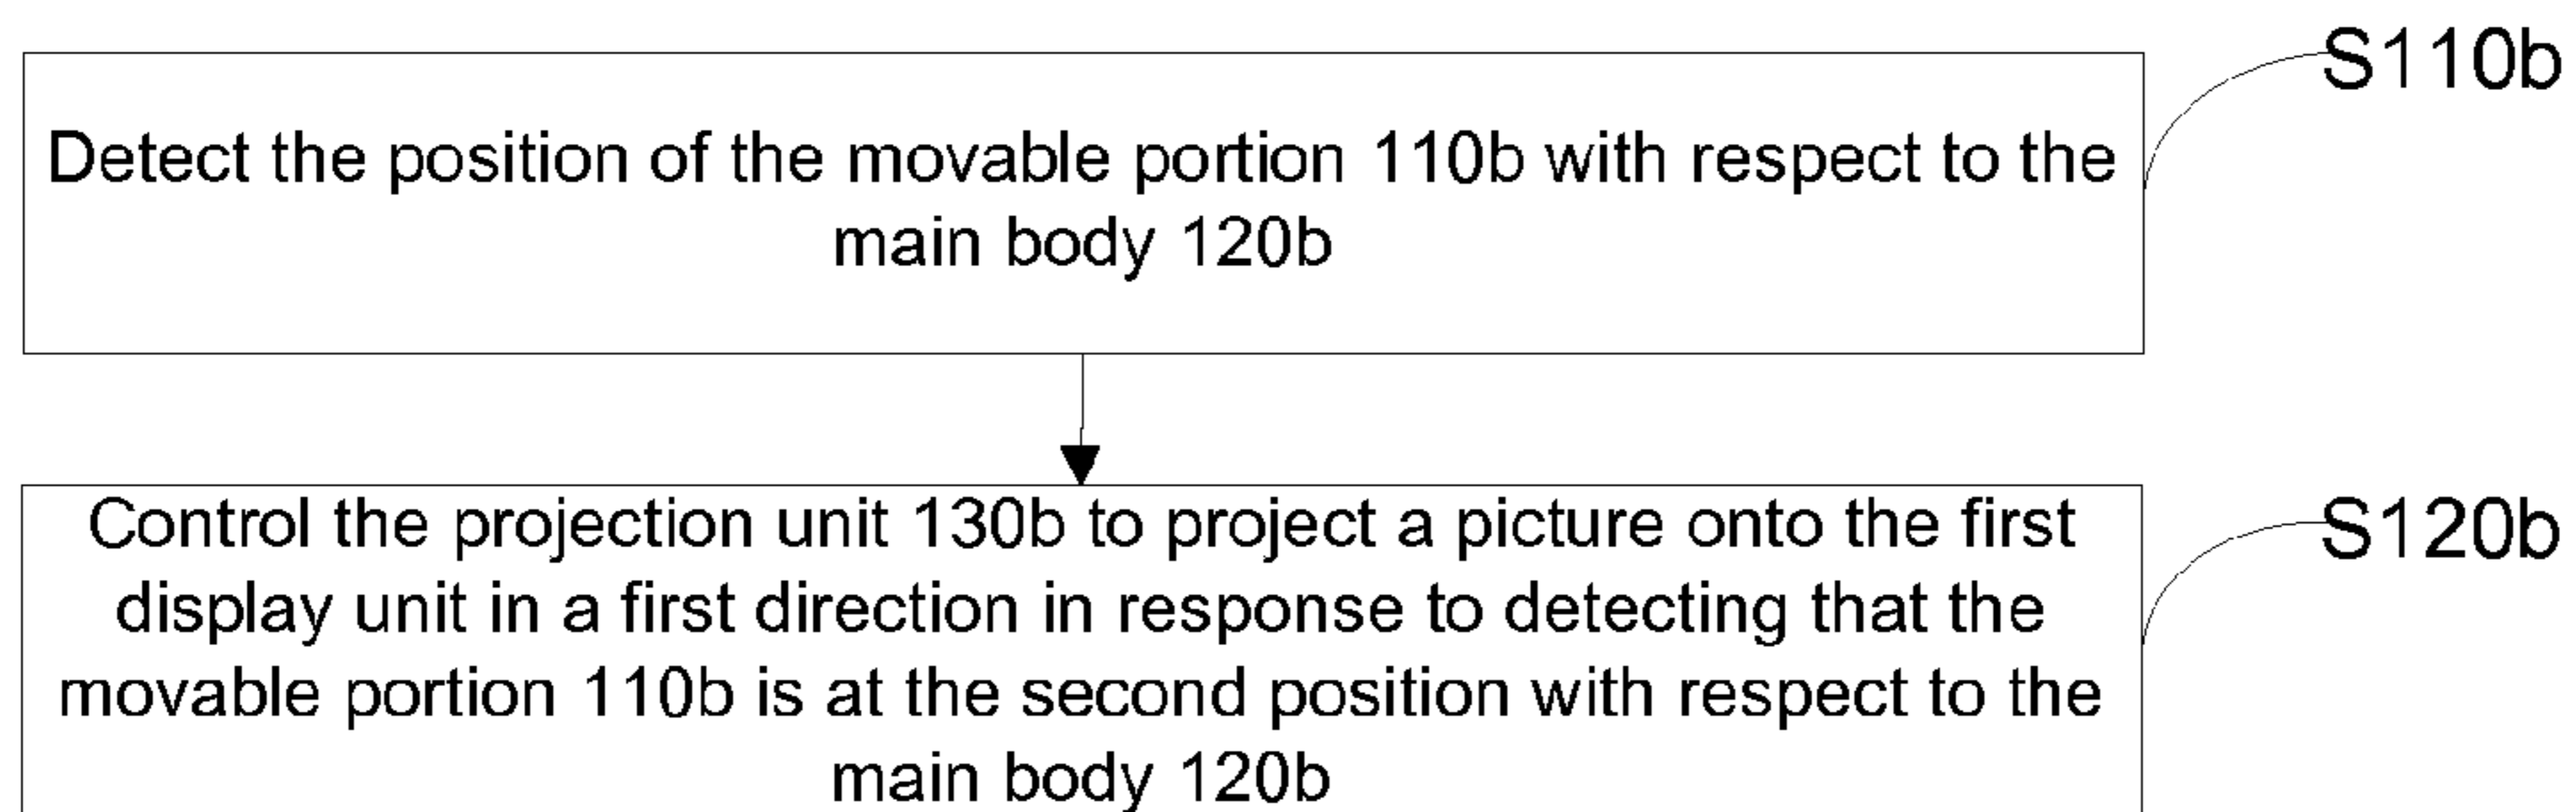 S110b
Detect the position of the movable portion 110b with respect to the
main body 120b
S120b
Control the projection unit 130b to project a picture onto the first
display unit in a first direction in response to detecting that the
movable portion 110b is at the second position with respect to the
main body 120b